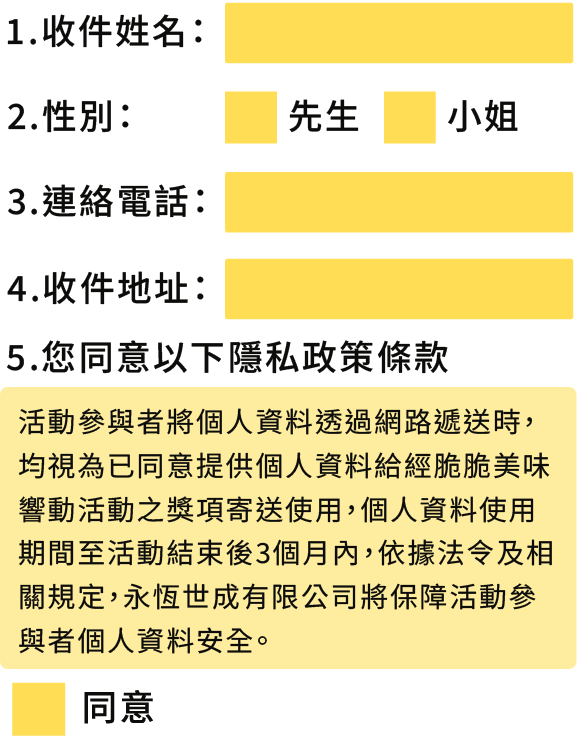 1.收件姓名：
2.性別： 先生 小姐
3.連絡電話：
4.收件地址：
5.您同意以下隱私政策條款
活動參與者將個人資料透過網路遞送時，
均視為已同意提供個人資料給經脆脆美味
響動活動之獎項寄送使用，個人資料使用
期間至活動結束後3個月內，依據法令及相
關規定，永恆世成有限公司將保障活動參
與者個人資料安全。
同意